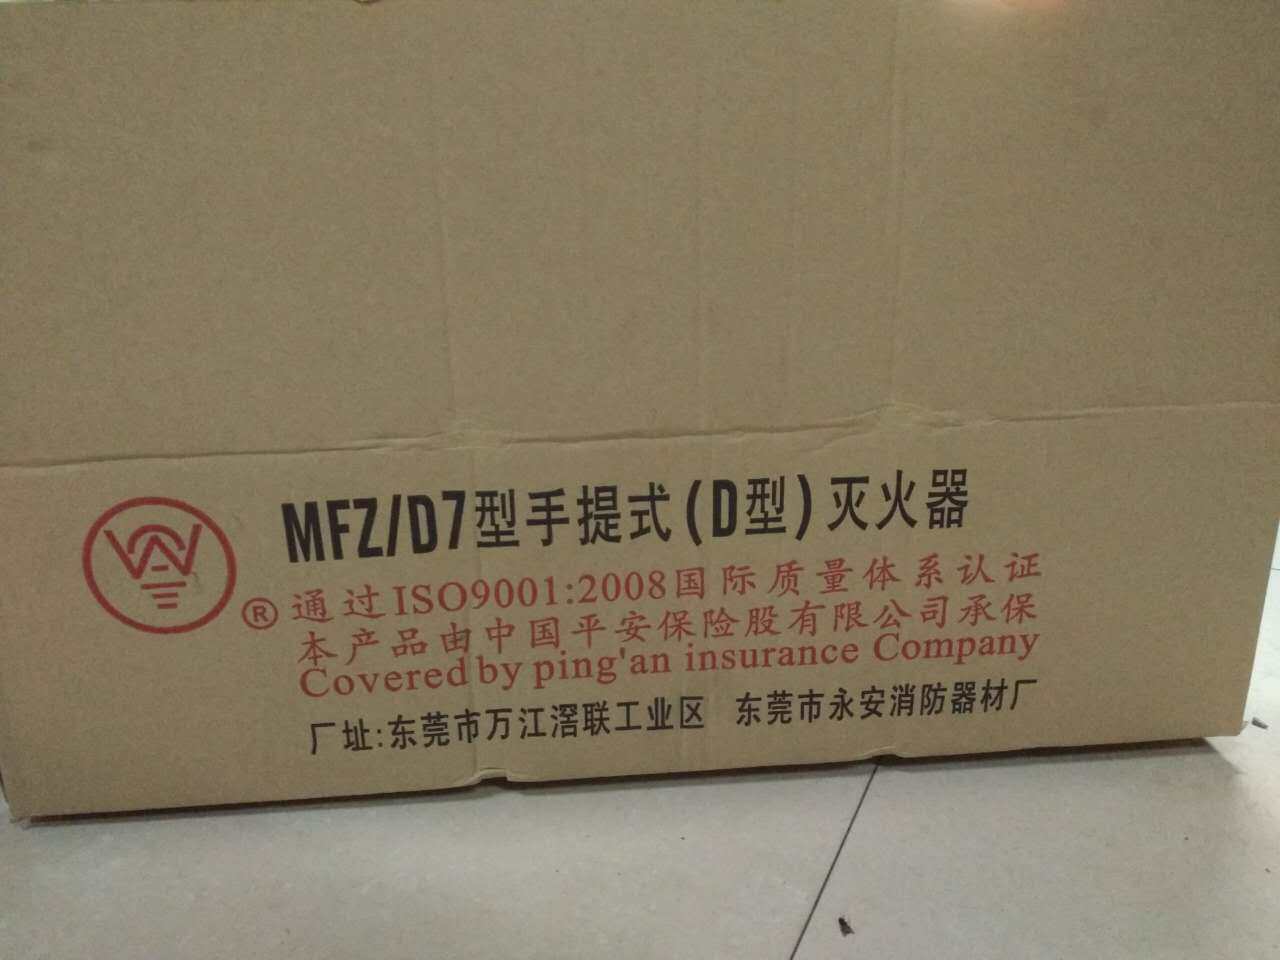 MFZ/D7型手提式(D型)灭火器
®通过ISO9001:2008国际质量体系认证
本产品由中国平安保险股有限公司承保
Covered by ping'an insurance Company
厂址:东莞市万江滘联工业区 东莞市永安消防器材厂